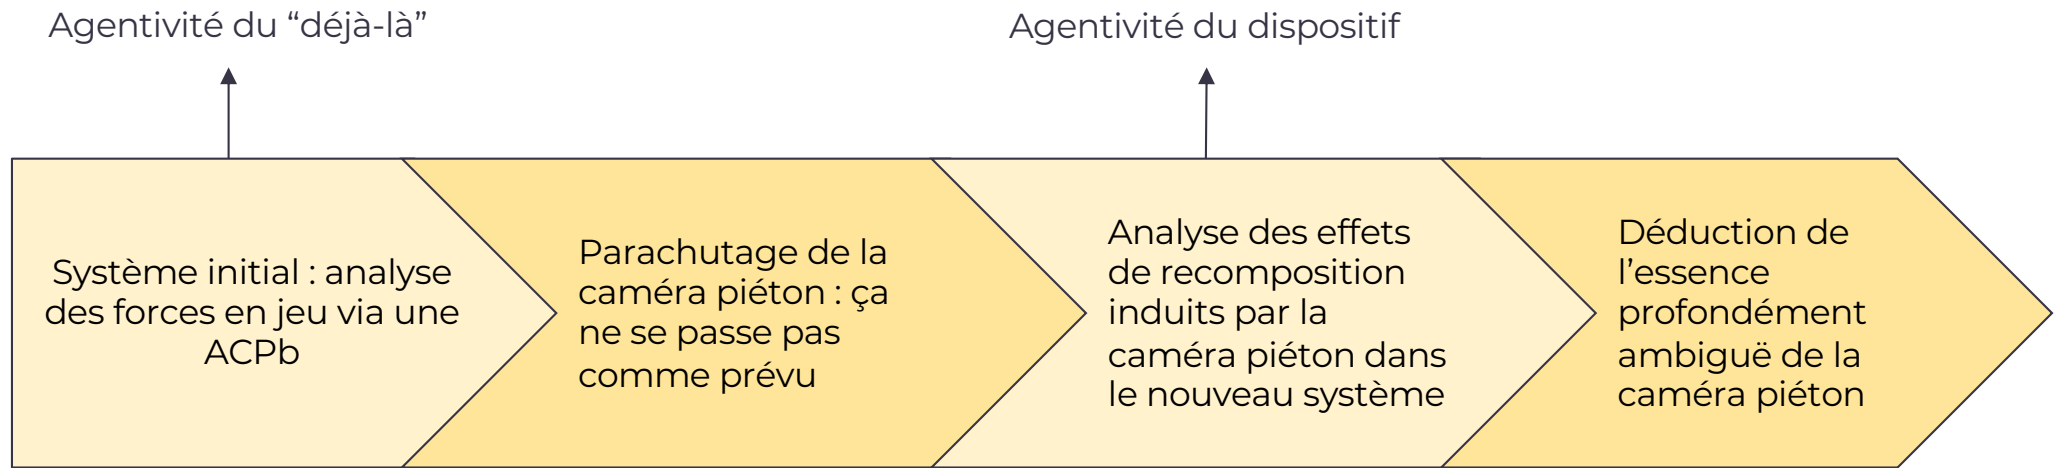 Agentivité du “déjà-là”
Agentivité du dispositif
Système initial : analyse
des forces en jeu via une
ACPb
Parachutage de la
caméra piéton : ça
ne se passe pas
comme prévu
Analyse des effets
de recomposition
induits par la
caméra piéton dans
le nouveau système
Déduction de
l’essence
profondément
ambiguë de la
caméra piéton